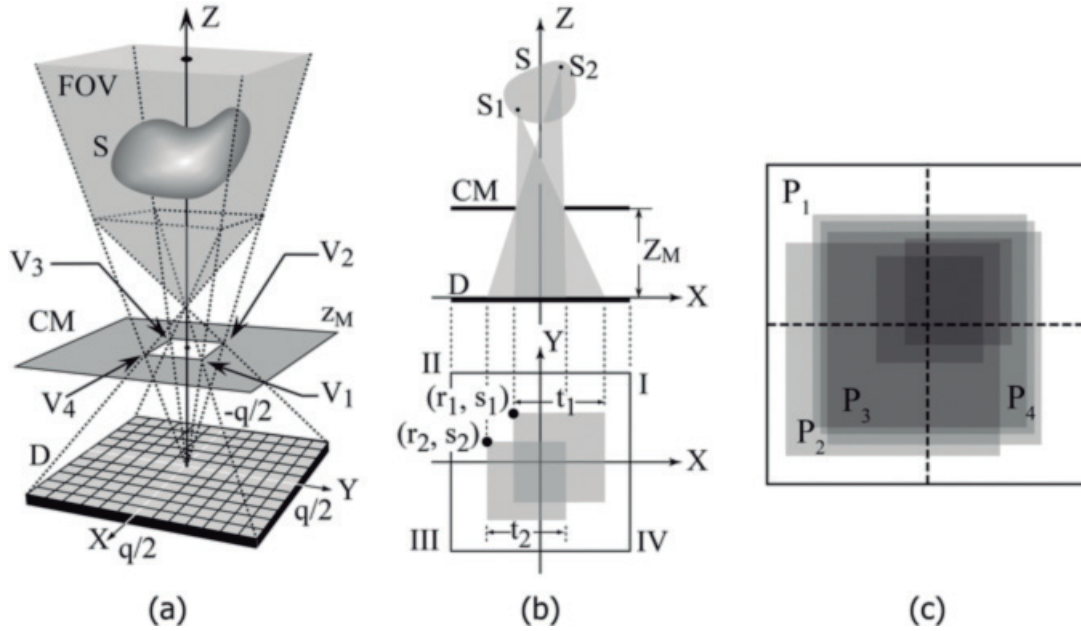 Z
FOV
S
V3
V2
CM
zM
V4
V1
-q/2
D
Y
q/2
X
q/2
(a)
Z
S
S2
S1
CM
ZM
D
X
Y
II
I
(r1, s1)
t1
(r2, s2)
X
t2
III
IV
(b)
P1
P3
P4
P2
(c)